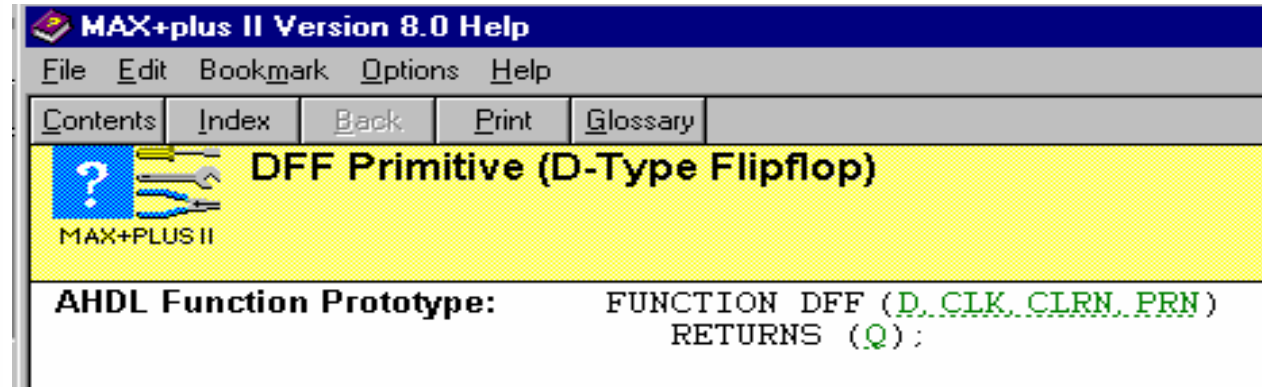 MAX+plus II Version 8.0 Help
File Edit Bookmark Options Help
Contents Index Back Print Glossary
? DFF Primitive (D-Type Flipflop)
MAX+PLUS II
AHDL Function Prototype: FUNCTION DFF (D, CLK, CLRN, PRN)
RETURNS (Q);